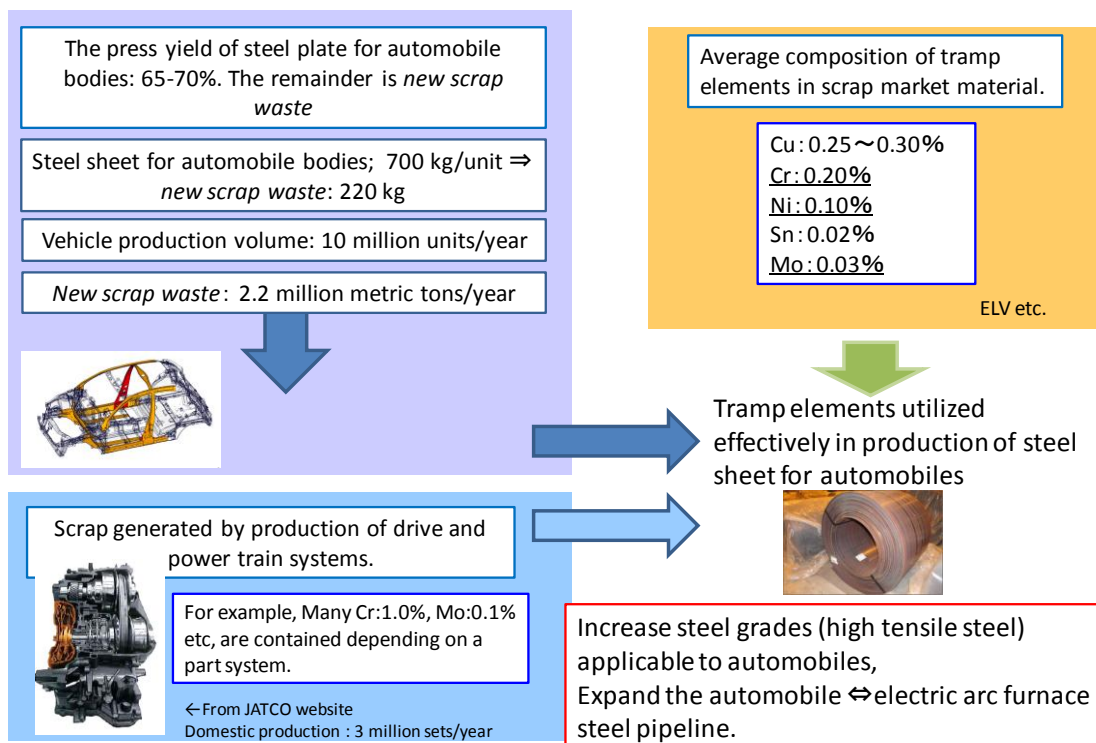 The press yield of steel plate for automobile
bodies: 65-70%. The remainder is new scrap
waste
Steel sheet for automobile bodies; 700 kg/unit ⇒
new scrap waste: 220 kg
Vehicle production volume: 10 million units/year
New scrap waste: 2.2 million metric tons/year
Average composition of tramp
elements in scrap market material.
Cu: 0.25～0.30%
Cr: 0.20%
Ni: 0.10%
Sn: 0.02%
Mo: 0.03%
ELV etc.
Tramp elements utilized
effectively in production of steel
sheet for automobiles
Scrap generated by production of drive and
power train systems.
For example, Many Cr:1.0%, Mo:0.1%
etc, are contained depending on a
part system.
←From JATCO website
Domestic production : 3 million sets/year
Increase steel grades (high tensile steel)
applicable to automobiles,
Expand the automobile ⇔ electric arc furnace
steel pipeline.